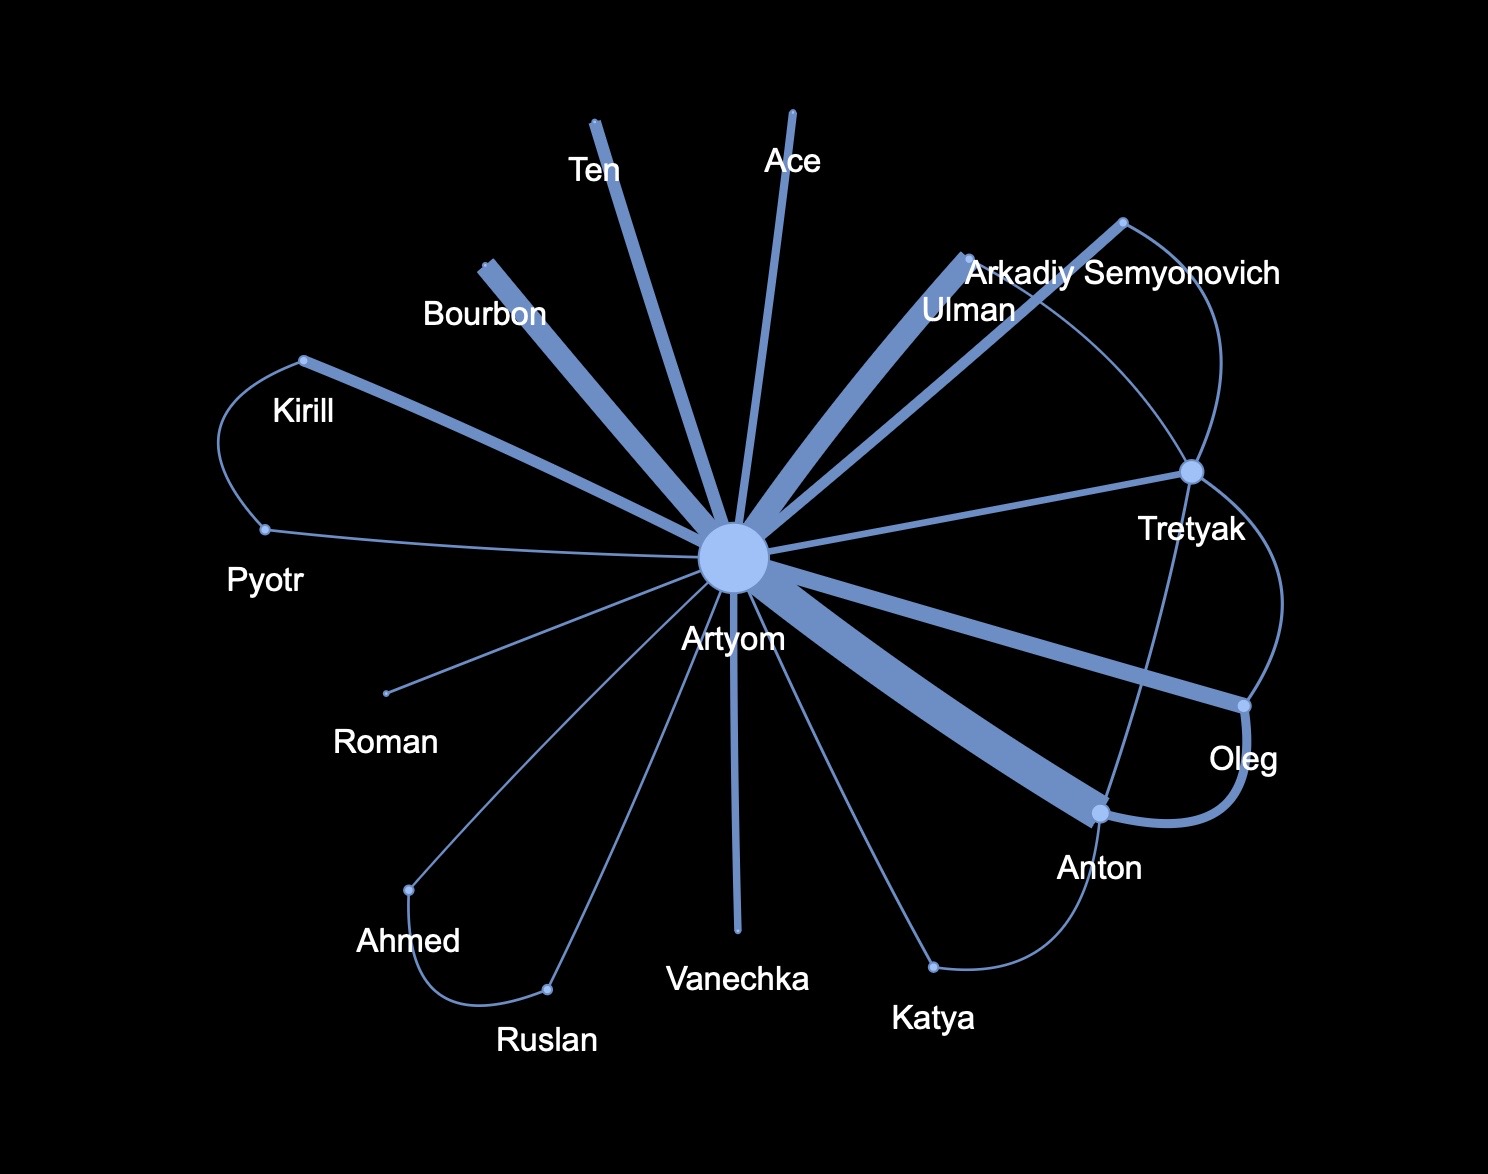 Ace
Ten
Arkadiy Semyonovich
Ulman
Bourbon
Kirill
Tretyak
Pyotr
Artyom
Roman
Oleg
Anton
Ahmed
Vanechka
Katya
Ruslan